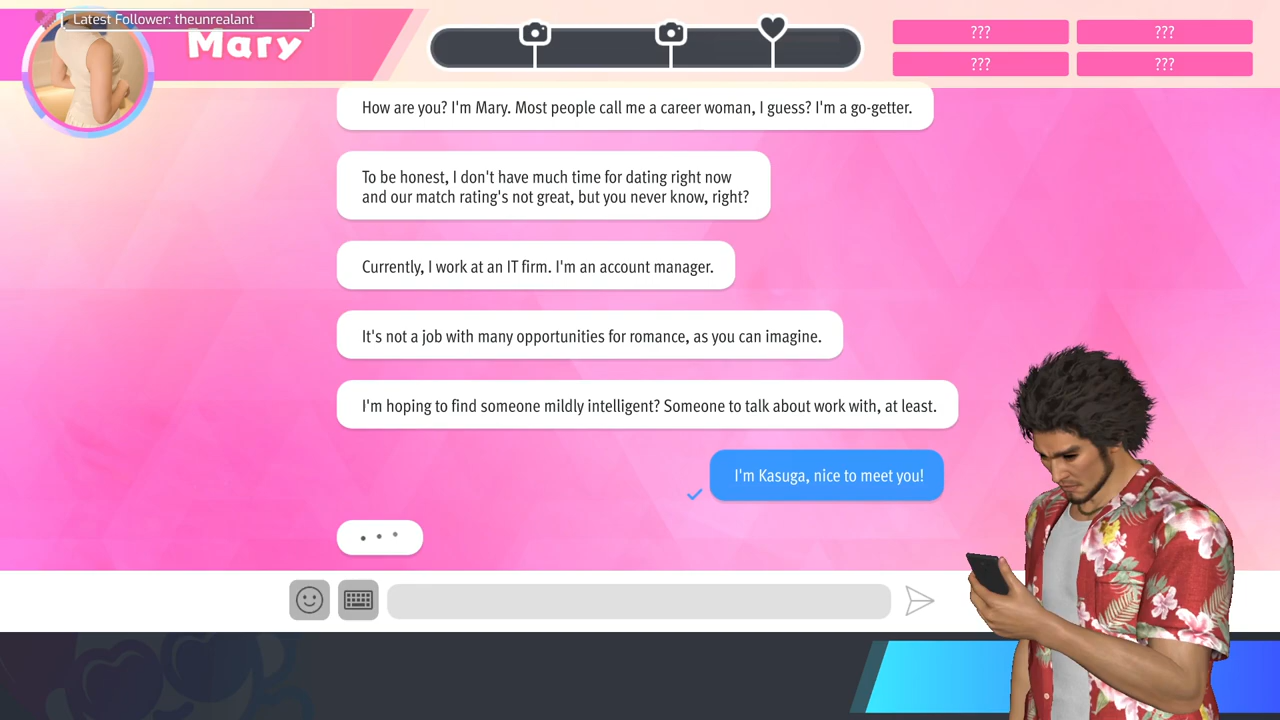 Latest Follower: theunrealant
Mary
???
???
???
???
How are you? I'm Mary. Most people call me a career woman, I guess? I'm a go-getter.
To be honest, I don't have much time for dating right now
and our match rating's not great, but you never know, right?
Currently, I work at an IT firm. I'm an account manager.
It's not a job with many opportunities for romance, as you can imagine.
I'm hoping to find someone mildly intelligent? Someone to talk about work with, at least.
I'm Kasuga, nice to meet you!
• • •